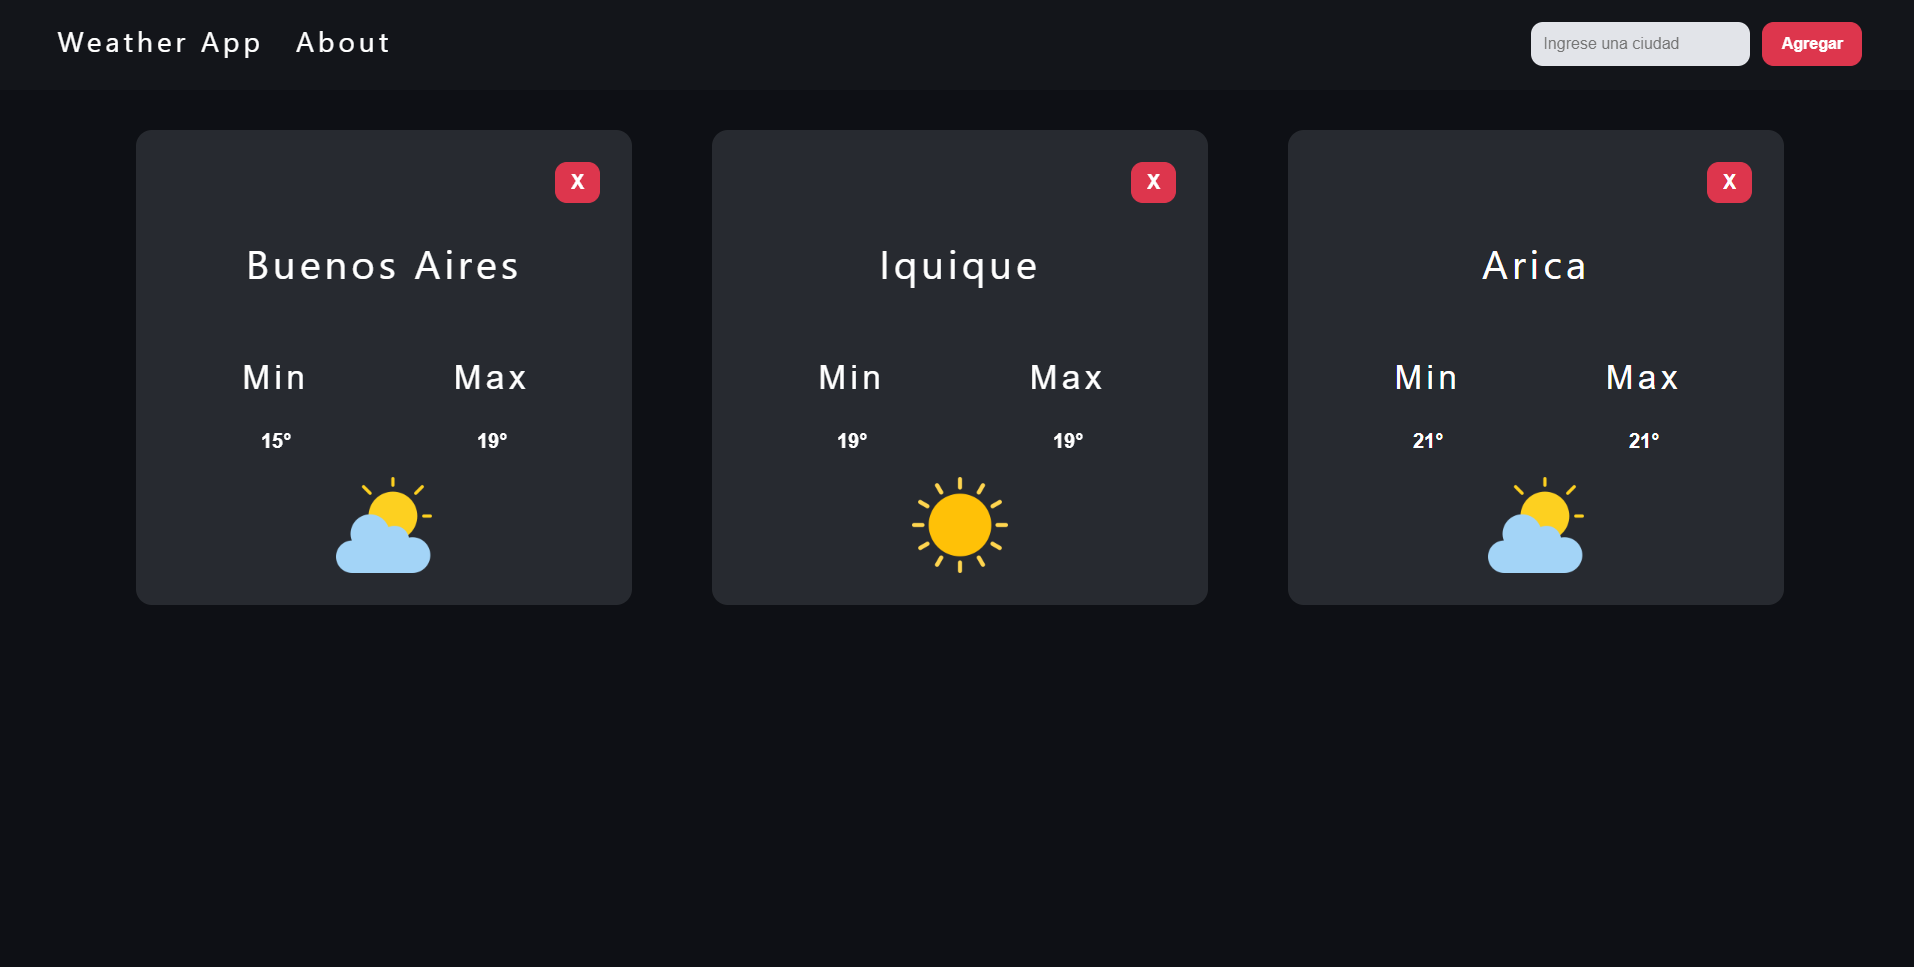 Weather App About
Ingrese una ciudad
Agregar
X
Buenos Aires
Min Max
15° 19°
X
Iquique
Min Max
19° 19°
X
Arica
Min Max
21° 21°